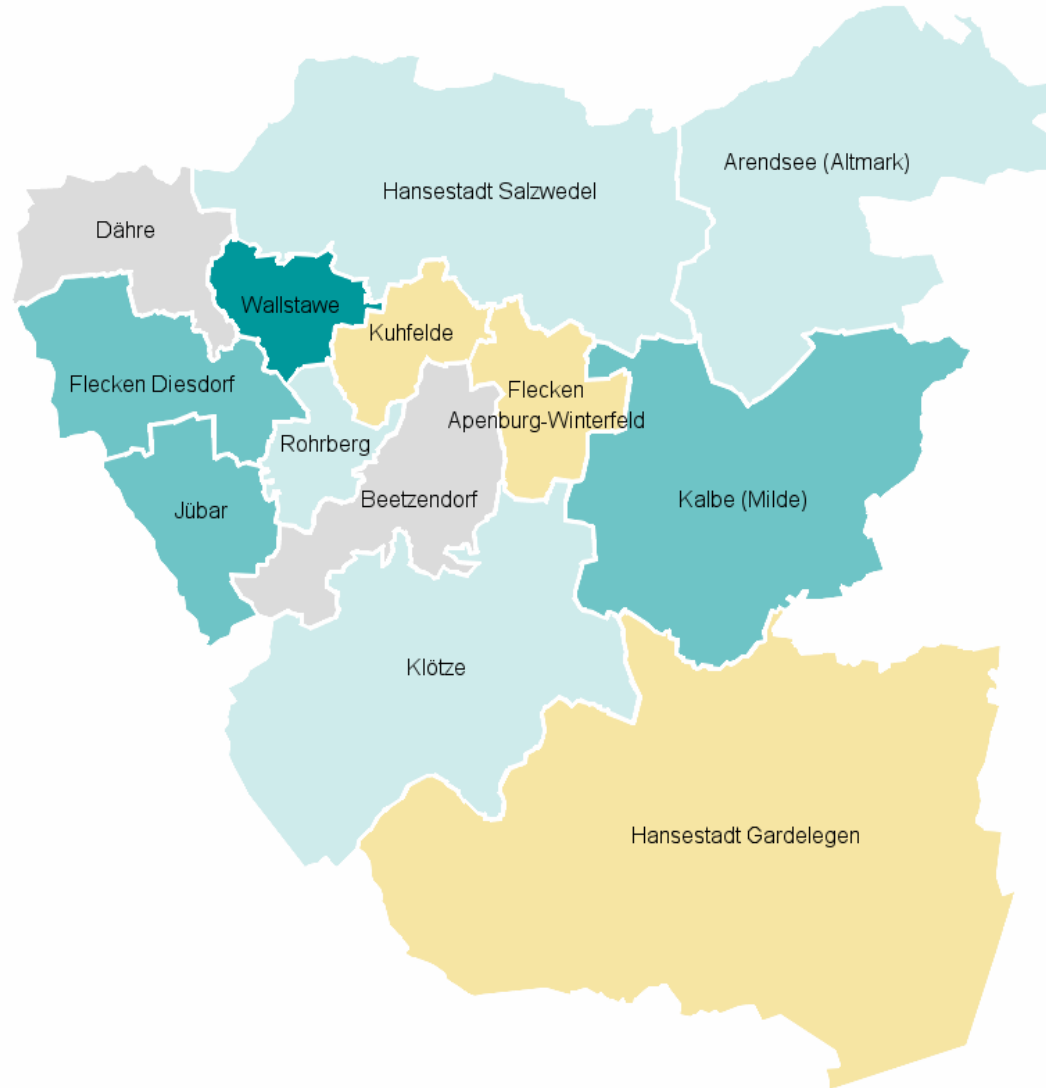 Arendsee (Altmark)
Hansestadt Salzwedel
Dähre
Wallstawe
Kuhfelde
Flecken Diesdorf
Flecken
Apenburg-Winterfeld
Rohrberg
Beetzendorf
Kalbe (Milde)
Jübar
Klötze
Hansestadt Gardelegen